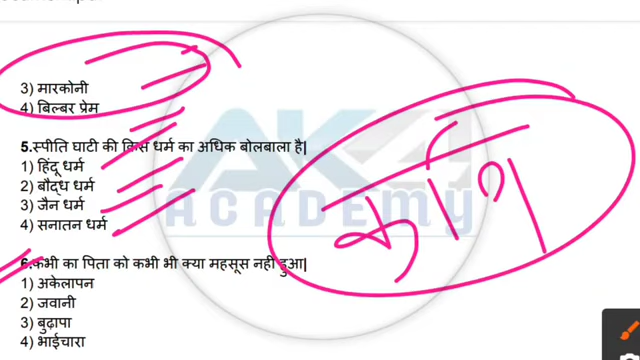 3) मारकोनी
4) बिल्बर प्रेम
5.स्पीति घाटी की किस धर्म का अधिक बोलबाला है|
1) हिंदू धर्म
2) बौद्ध धर्म
3) जैन धर्म
4) सनातन धर्म
6.कभी का पिता को कभी भी क्या महसूस नहीं हुआ|
1) अकेलापन
2) जवानी
3) बुढ़ापा
4) भाईचारा
AK4
ACADEMY